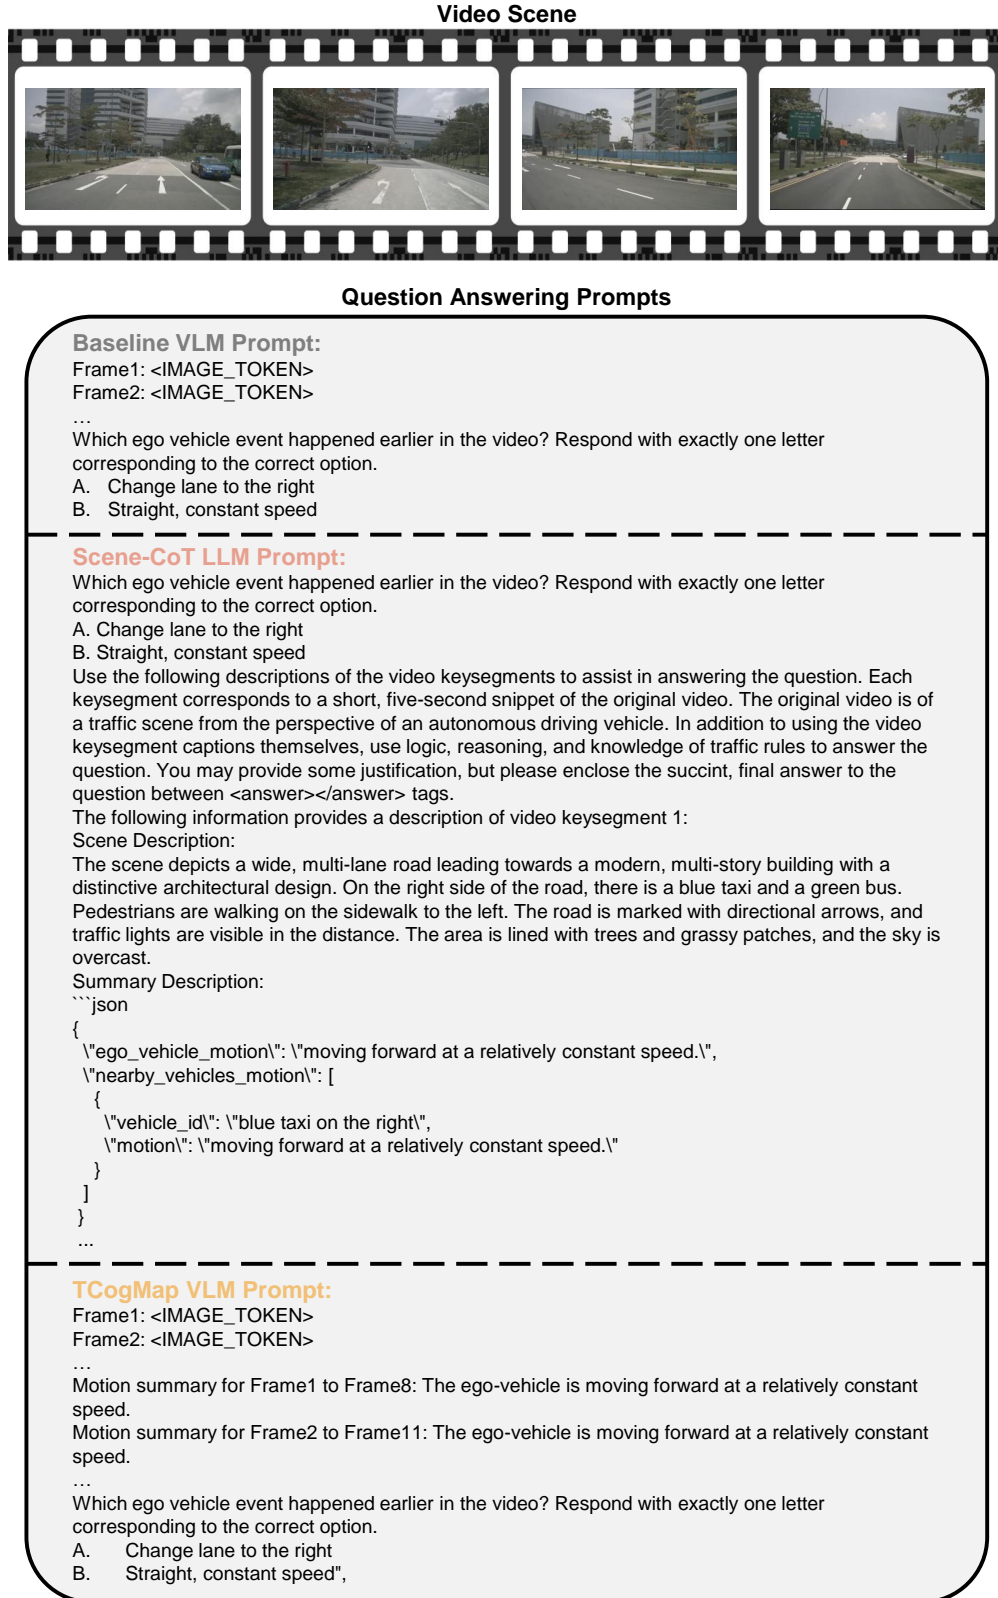 Video Scene
Question Answering Prompts
Baseline VLM Prompt:
Frame1: <IMAGE_TOKEN>
Frame2: <IMAGE_TOKEN>
…
Which ego vehicle event happened earlier in the video? Respond with exactly one letter
corresponding to the correct option.
A. Change lane to the right
B. Straight, constant speed
Scene-CoT LLM Prompt:
Which ego vehicle event happened earlier in the video? Respond with exactly one letter
corresponding to the correct option.
A. Change lane to the right
B. Straight, constant speed
Use the following descriptions of the video keysegments to assist in answering the question. Each
keysegment corresponds to a short, five-second snippet of the original video. The original video is of
a traffic scene from the perspective of an autonomous driving vehicle. In addition to using the video
keysegment captions themselves, use logic, reasoning, and knowledge of traffic rules to answer the
question. You may provide some justification, but please enclose the succint, final answer to the
question between <answer></answer> tags.
The following information provides a description of video keysegment 1:
Scene Description:
The scene depicts a wide, multi-lane road leading towards a modern, multi-story building with a
distinctive architectural design. On the right side of the road, there is a blue taxi and a green bus.
Pedestrians are walking on the sidewalk to the left. The road is marked with directional arrows, and
traffic lights are visible in the distance. The area is lined with trees and grassy patches, and the sky is
overcast.
Summary Description:
```json
{
\"ego_vehicle_motion\": \"moving forward at a relatively constant speed.\",
\"nearby_vehicles_motion\": [
{
\"vehicle_id\": \"blue taxi on the right\",
\"motion\": \"moving forward at a relatively constant speed.\"
}
]
}
...
TCogMap VLM Prompt:
Frame1: <IMAGE_TOKEN>
Frame2: <IMAGE_TOKEN>
…
Motion summary for Frame1 to Frame8: The ego-vehicle is moving forward at a relatively constant
speed.
Motion summary for Frame2 to Frame11: The ego-vehicle is moving forward at a relatively constant
speed.
…
Which ego vehicle event happened earlier in the video? Respond with exactly one letter
corresponding to the correct option.
A. Change lane to the right
B. Straight, constant speed",